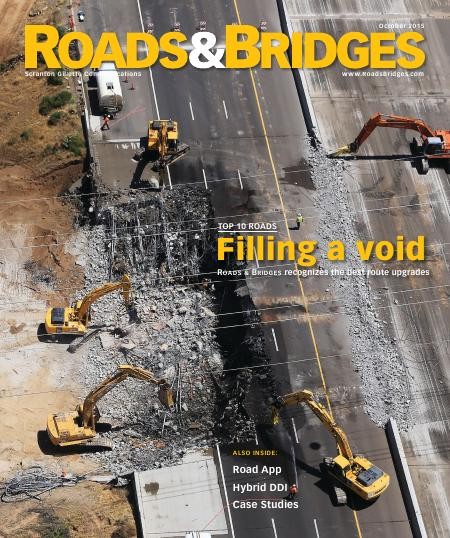 October 2015
ROADS&BRIDGES
Scranton Gillette Communications
www.RoadsBridges.com
TOP 10 ROADS
Filling a void
ROADS & BRIDGES recognizes the best route upgrades
ALSO INSIDE:
Road App
Hybrid DDI
Case Studies